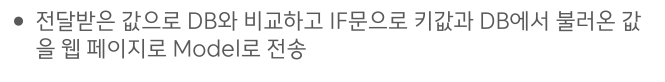 • 전달받은 값으로 DB와 비교하고 IF문으로 키값과 DB에서 불러온 값
을 웹 페이지로 Model로 전송